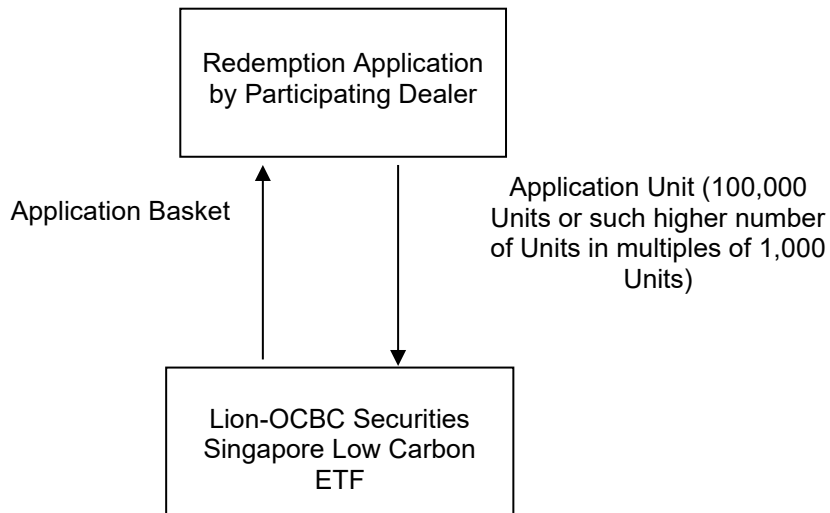 Redemption Application
by Participating Dealer
Application Basket
Application Unit (100,000
Units or such higher number
of Units in multiples of 1,000
Units)
Lion-OCBC Securities
Singapore Low Carbon
ETF